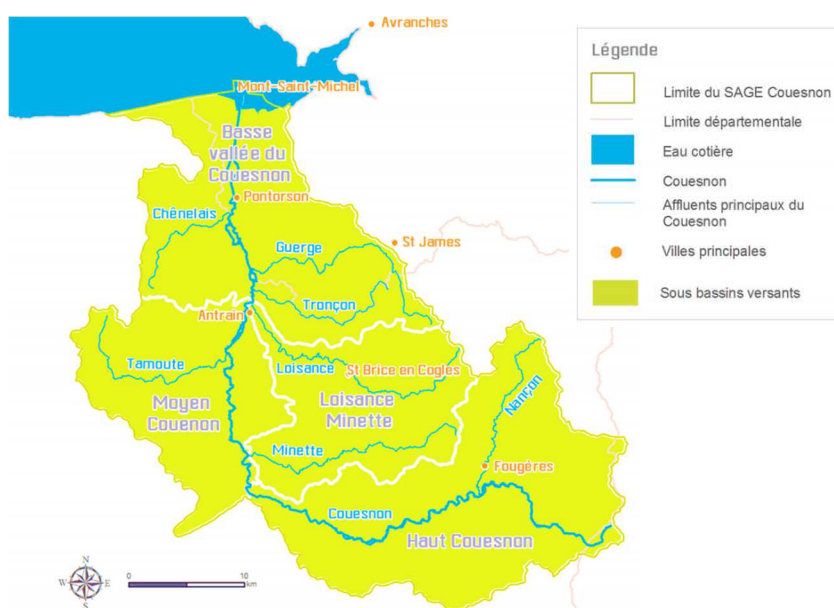 Avranches
Mont-Saint-Michel
Basse
vallée du
Couesnon
Pontorson
Chênelais
Guerge
St James
Tronçon
Antrain
Tamoute
Loisance
St Brice en Coglès
Moyen
Couenon
Loisance
Minette
Nançon
Minette
Fougères
Couesnon
Haut Couesnon
N
W
E
S
0
10
km
Légende
Limite du SAGE Couesnon
Limite départementale
Eau cotière
Couesnon
Affluents principaux du
Couesnon
Villes principales
Sous bassins versants